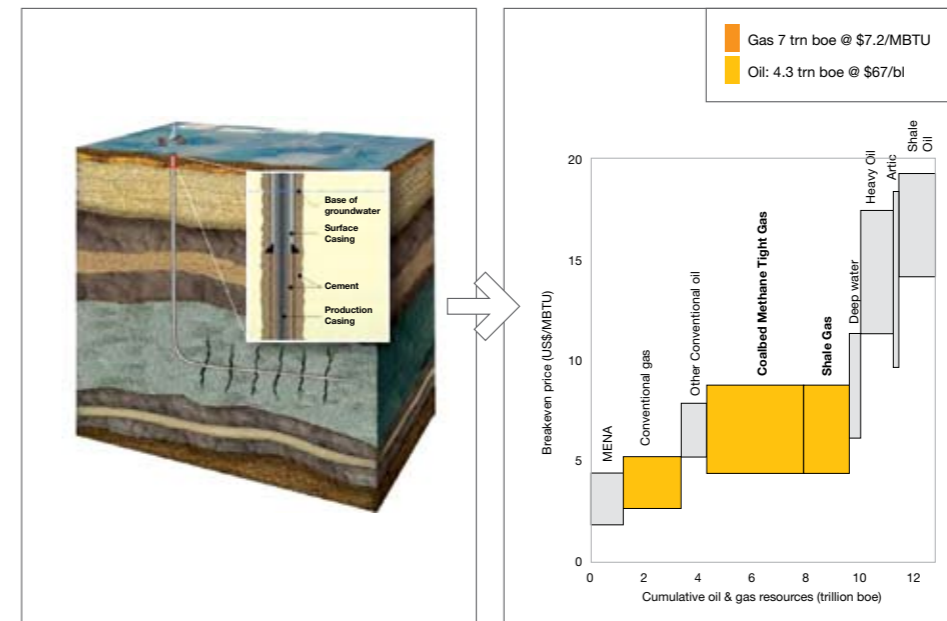 Base of
groundwater
Surface
Casing
Cement
Production
Casing
Gas 7 trn boe @ $7.2/MBTU
Oil: 4.3 trn boe @ $67/bl
Breakeven price (US$/MBTU)
20
15
10
5
0
MENA
Conventional gas
Other Conventional oil
Coalbed Methane Tight Gas
Shale Gas
Deep water
Heavy Oil
Artic
Shale
Oil
0 2 4 6 8 10 12
Cumulative oil & gas resources (trillion boe)